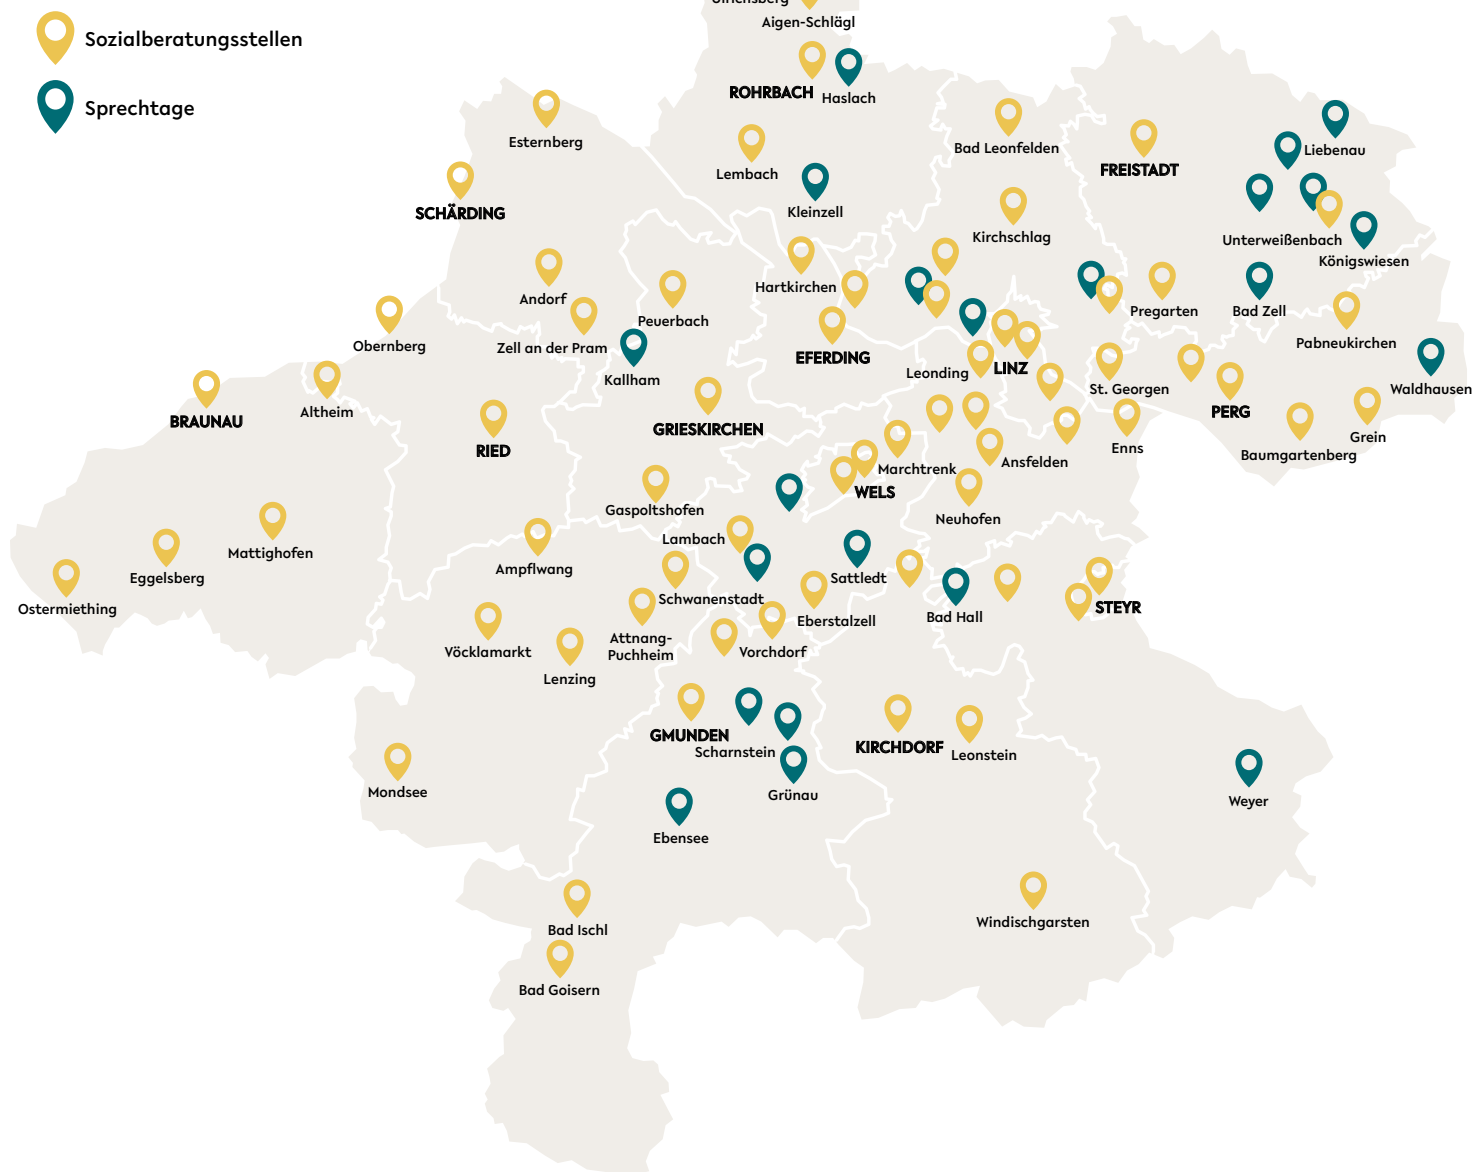 Ulrichsberg
Aigen-Schlägl
Sozialberatungsstellen
Sprechtage
ROHRBACH
Haslach
Esternberg
Bad Leonfelden
Liebenau
FREISTADT
Lembach
SCHÄRDING
Kleinzell
Kirchschlag
Unterweißenbach
Königswiesen
Hartkirchen
Andorf
Peuerbach
Pregarten
Bad Zell
Obernberg
Zell an der Pram
Pabneukirchen
EFERDING
Leonding
LINZ
Kallham
St. Georgen
Waldhausen
Altheim
BRAUNAU
PERG
GRIESKIRCHEN
Grein
RIED
Enns
Baumgartenberg
Ansfelden
Marchtrenk
WELS
Gaspoltshofen
Neuhofen
Lambach
Mattighofen
Ampflwang
Eggelsberg
Sattledt
Schwanenstadt
Ostermiething
STEYR
Bad Hall
Eberstalzell
Attnang-
Puchheim
Vöcklamarkt
Vorchdorf
Lenzing
GMUNDEN
Scharnstein
KIRCHDORF
Leonstein
Mondsee
Grünau
Weyer
Ebensee
Windischgarsten
Bad Ischl
Bad Goisern